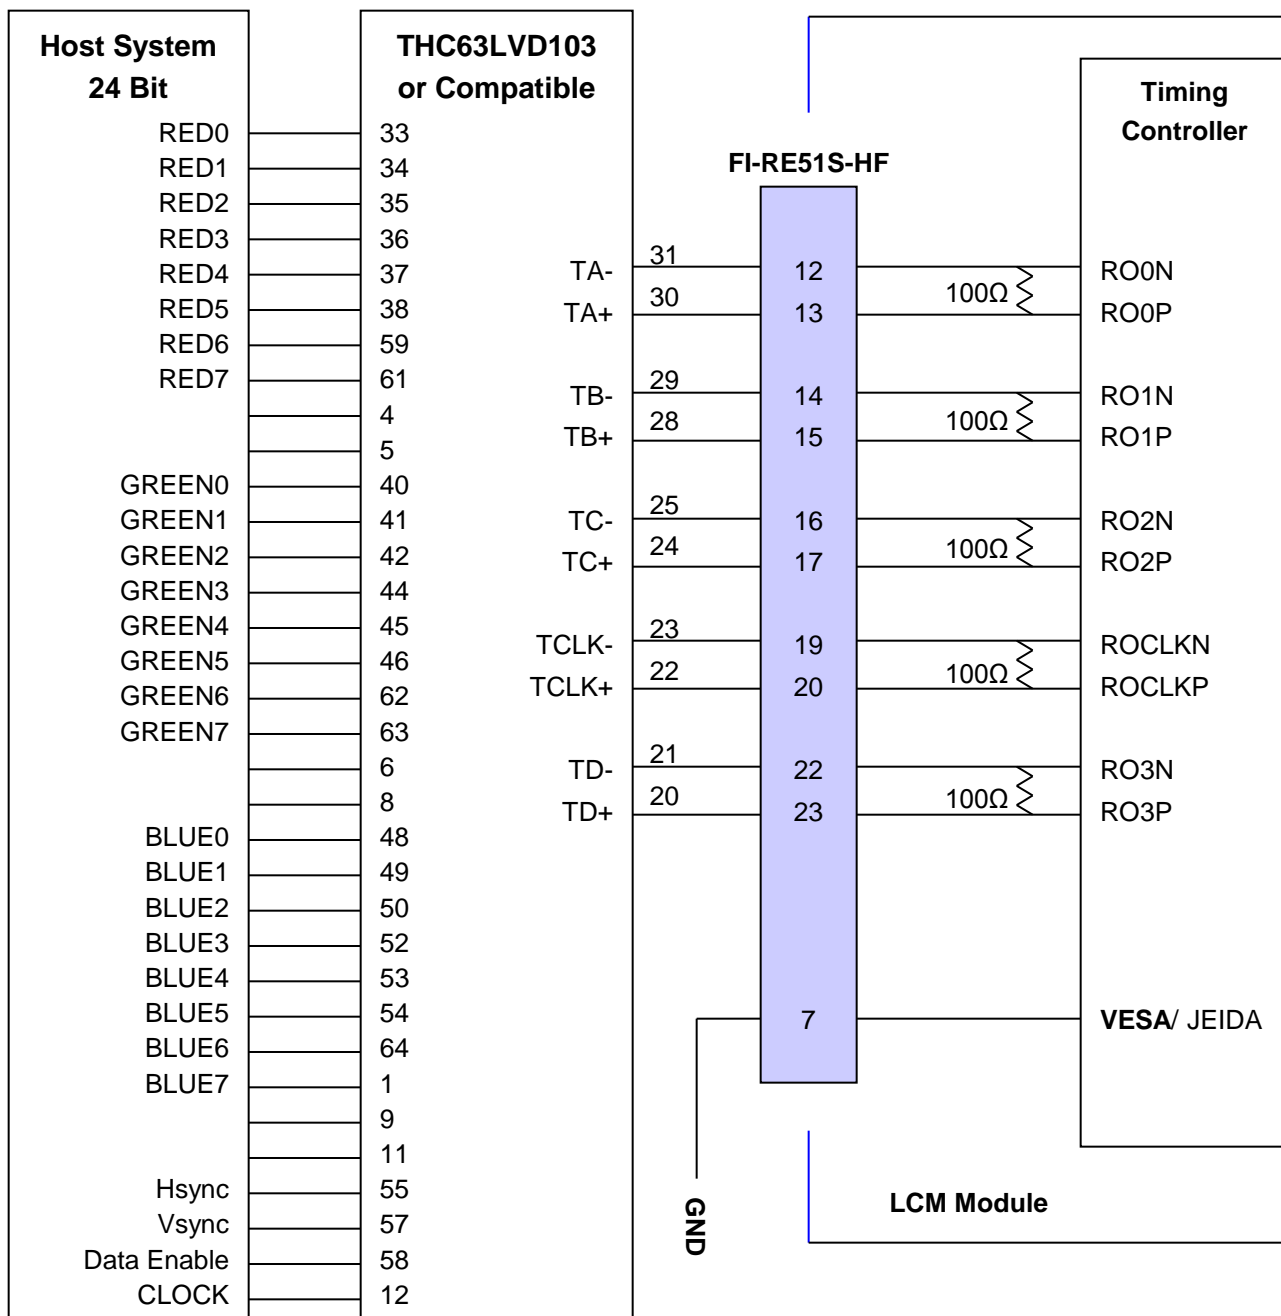 Host System
24 Bit
RED0
RED1
RED2
RED3
RED4
RED5
RED6
RED7
GREEN0
GREEN1
GREEN2
GREEN3
GREEN4
GREEN5
GREEN6
GREEN7
BLUE0
BLUE1
BLUE2
BLUE3
BLUE4
BLUE5
BLUE6
BLUE7
Hsync
Vsync
Data Enable
CLOCK
THC63LVD103
or Compatible
33
34
35
36
37
38
59
61
4
5
40
41
42
44
45
46
62
63
6
8
48
49
50
52
53
54
64
1
9
11
55
57
58
12
TA-
TA+
TB-
TB+
TC-
TC+
TCLK-
TCLK+
TD-
TD+
31
30
29
28
25
24
23
22
21
20
GND
FI-RE51S-HF
12
13
14
15
16
17
19
20
22
23
7
100Ω
100Ω
100Ω
100Ω
100Ω
Timing
Controller
RO0N
RO0P
RO1N
RO1P
RO2N
RO2P
ROCLKN
ROCLKP
RO3N
RO3P
VESA/ JEIDA
LCM Module